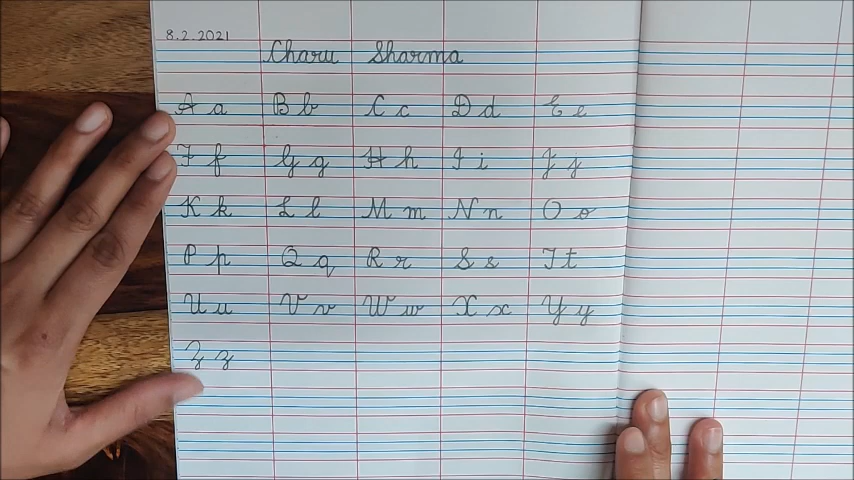 8.2.2021
Charu Sharma
A a B b C c D d E e
F f G g H h I i J j
K k L l M m N n O o
P p Q q R r S s T t
U u V v W w X x Y y
Z z